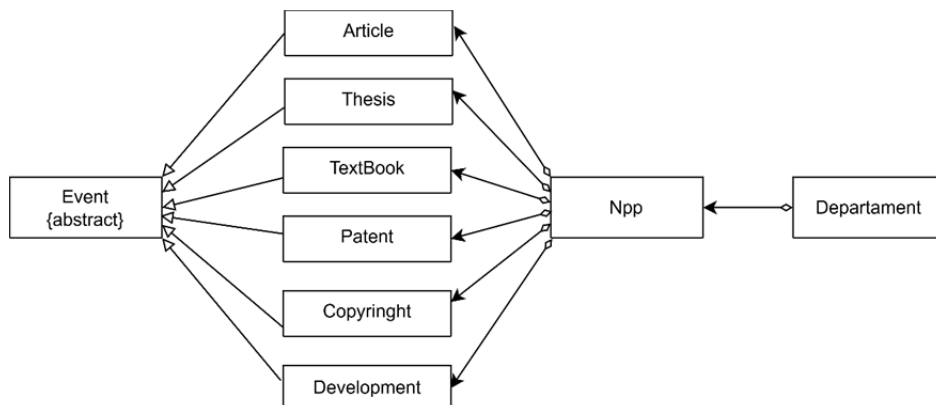 Article
Thesis
TextBook
Event
{abstract}
Npp
Departament
Patent
Copyringht
Development